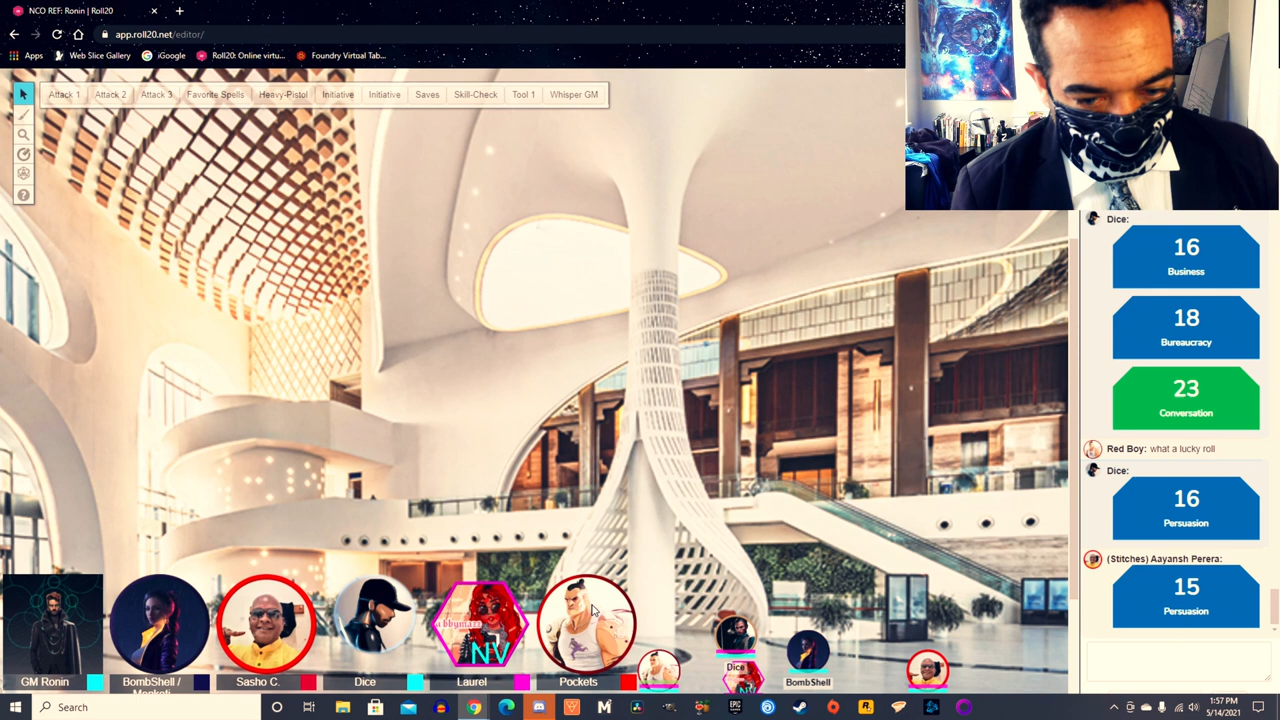 NCO REF: Ronin | Roll20
app.roll20.net/editor/
Apps Web Slice Gallery iGoogle Roll20: Online virtu... Foundry Virtual Tab...
Attack 1 Attack 2 Attack 3 Favorite Spells Heavy-Pistol Initiative Initiative Saves Skill-Check Tool 1 Whisper GM
Dice:
16
Business
18
Bureaucracy
23
Conversation
Red Boy: what a lucky roll
Dice:
16
Persuasion
(Stitches) Aayansh Perera:
15
Persuasion
NV
Dice
BombShell
GM Ronin
BombShell /
Sasho C.
Dice
Laurel
Pockets
Search
1:57 PM
5/14/2021